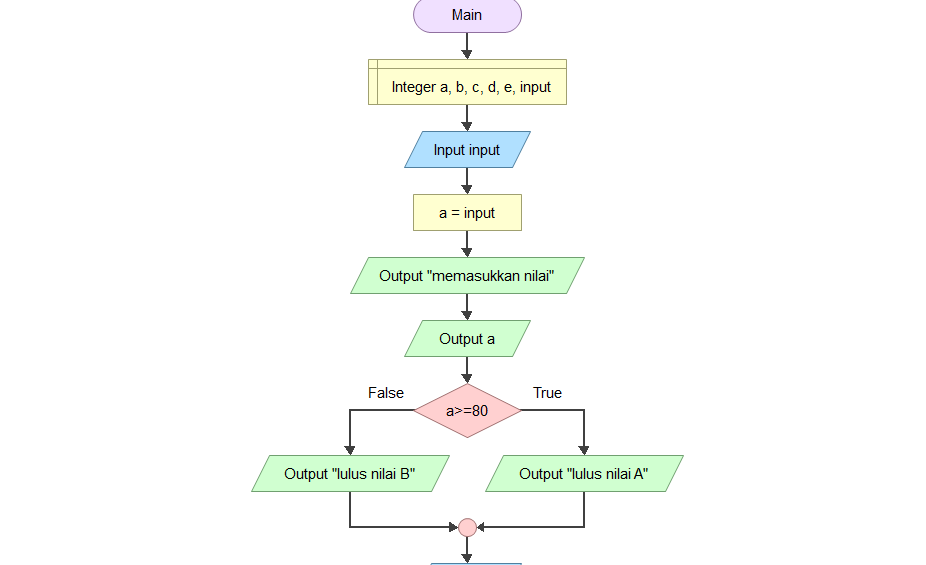 Main
Integer a, b, c, d, e, input
Input input
a = input
Output "memasukkan nilai"
Output a
False
True
a>=80
Output "lulus nilai B"
Output "lulus nilai A"